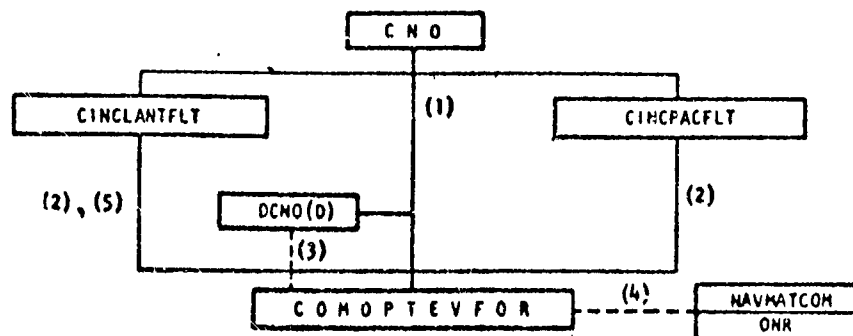 C N O
CINCLANTFLT
(1)
CINCPACFLT
(2), (5)
DCNO(D)
(2)
(3)
C O M O P T E V F O R
(4)
NAVMATCOM
ONR